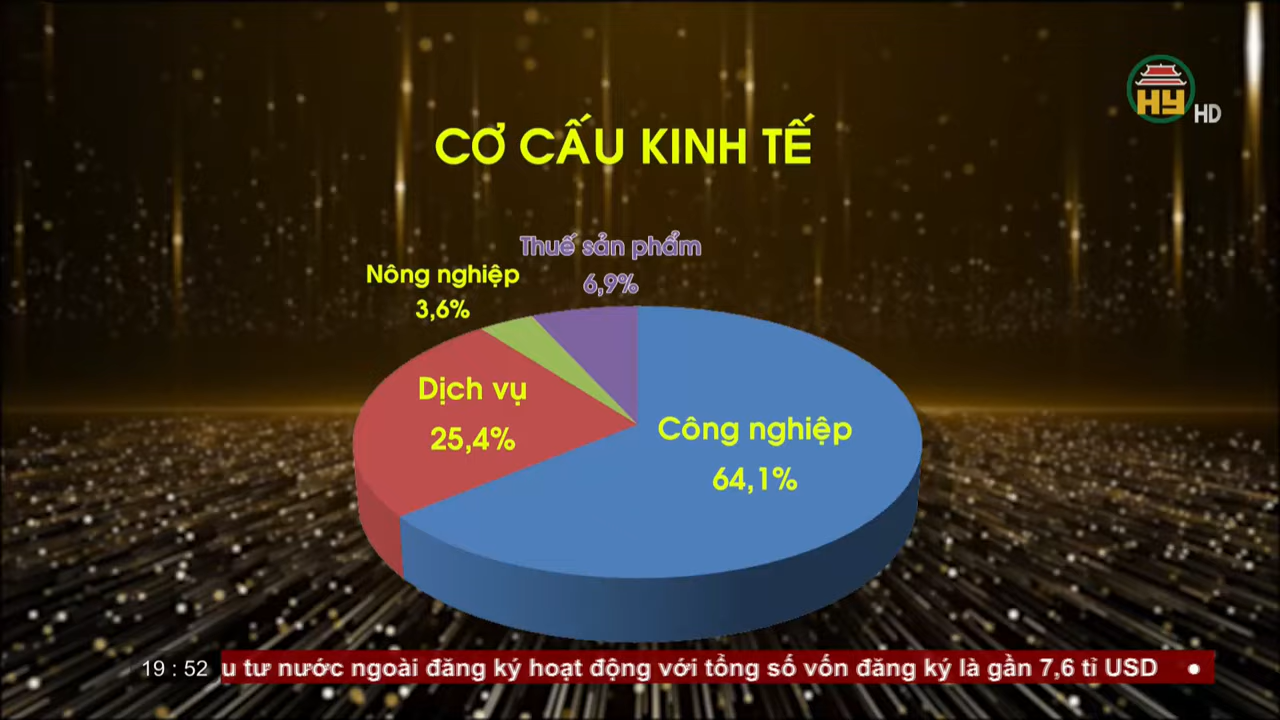 HY HD
CƠ CẤU KINH TẾ
Thuế sản phẩm
6,9%
Nông nghiệp
3,6%
Dịch vụ
25,4%
Công nghiệp
64,1%
19 : 52 u tư nước ngoài đăng ký hoạt động với tổng số vốn đăng ký là gần 7,6 tỉ USD •